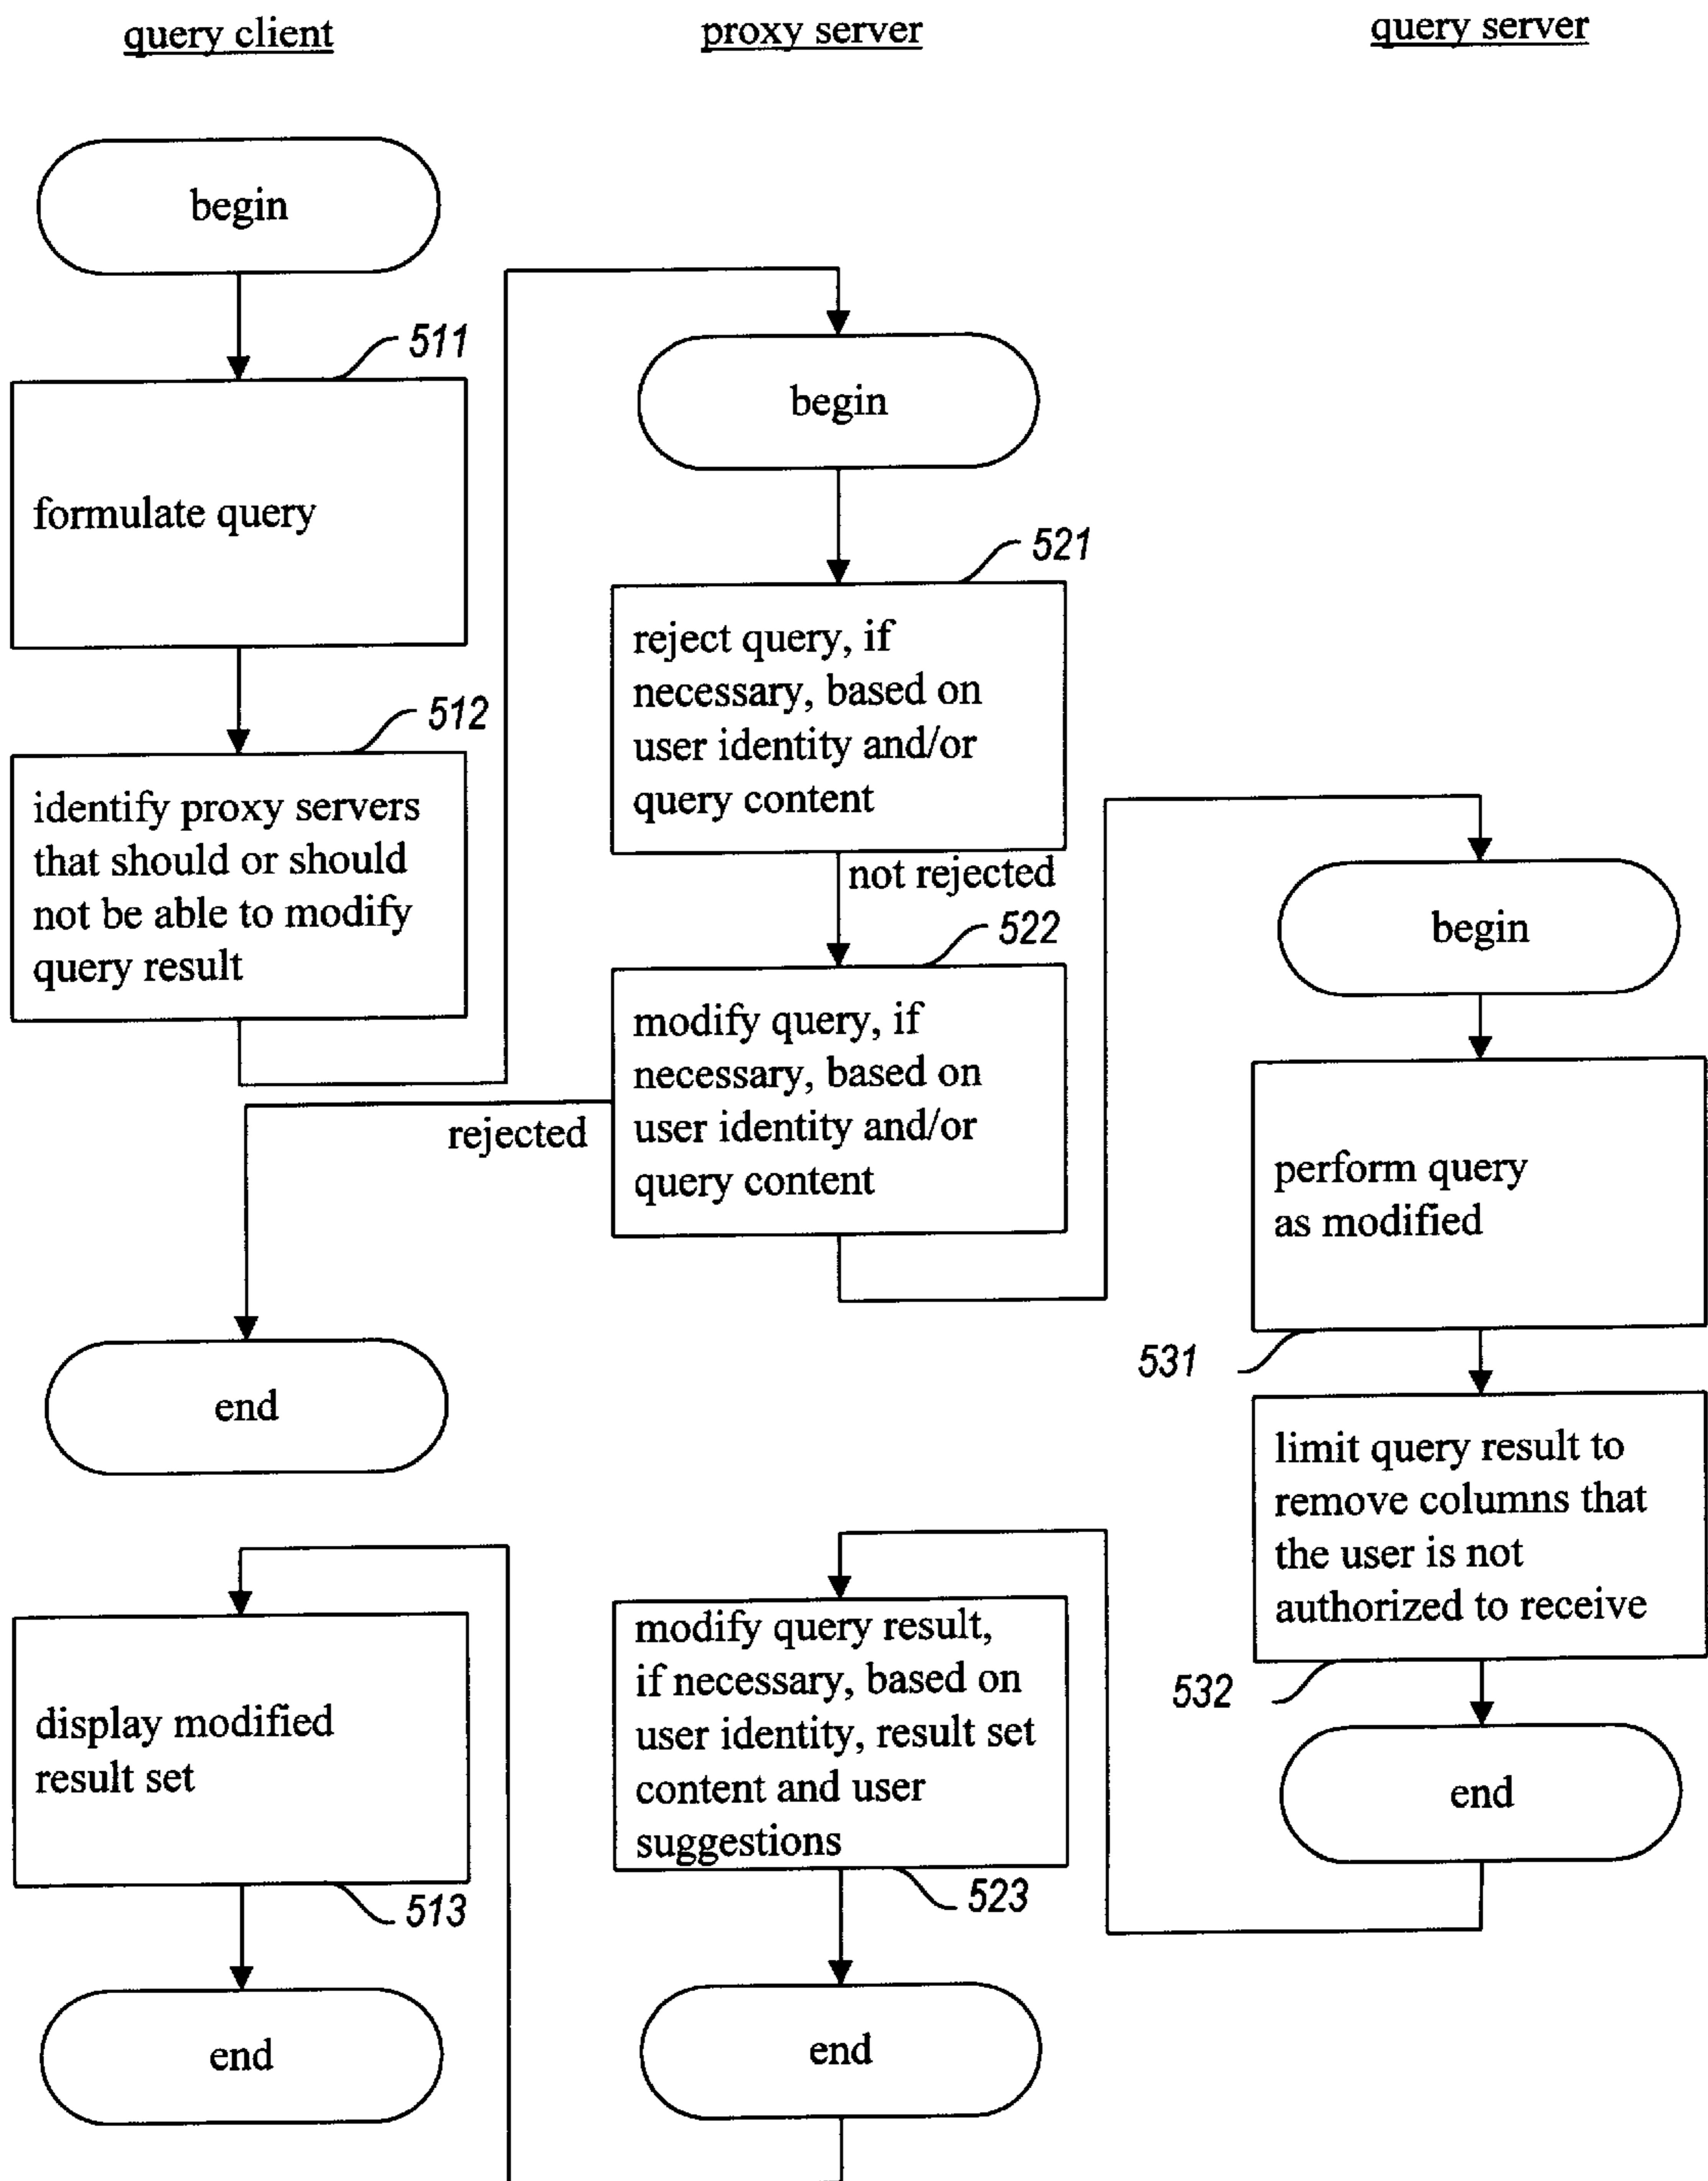 query client
proxy server
query server
begin
511
formulate query
512
identify proxy servers
that should or should
not be able to modify
query result
begin
521
reject query, if
necessary, based on
user identity and/or
query content
not rejected
522
modify query, if
necessary, based on
user identity and/or
query content
rejected
end
begin
perform query
as modified
531
limit query result to
remove columns that
the user is not
authorized to receive
532
end
modify query result,
if necessary, based on
user identity, result set
content and user
suggestions
523
end
display modified
result set
513
end